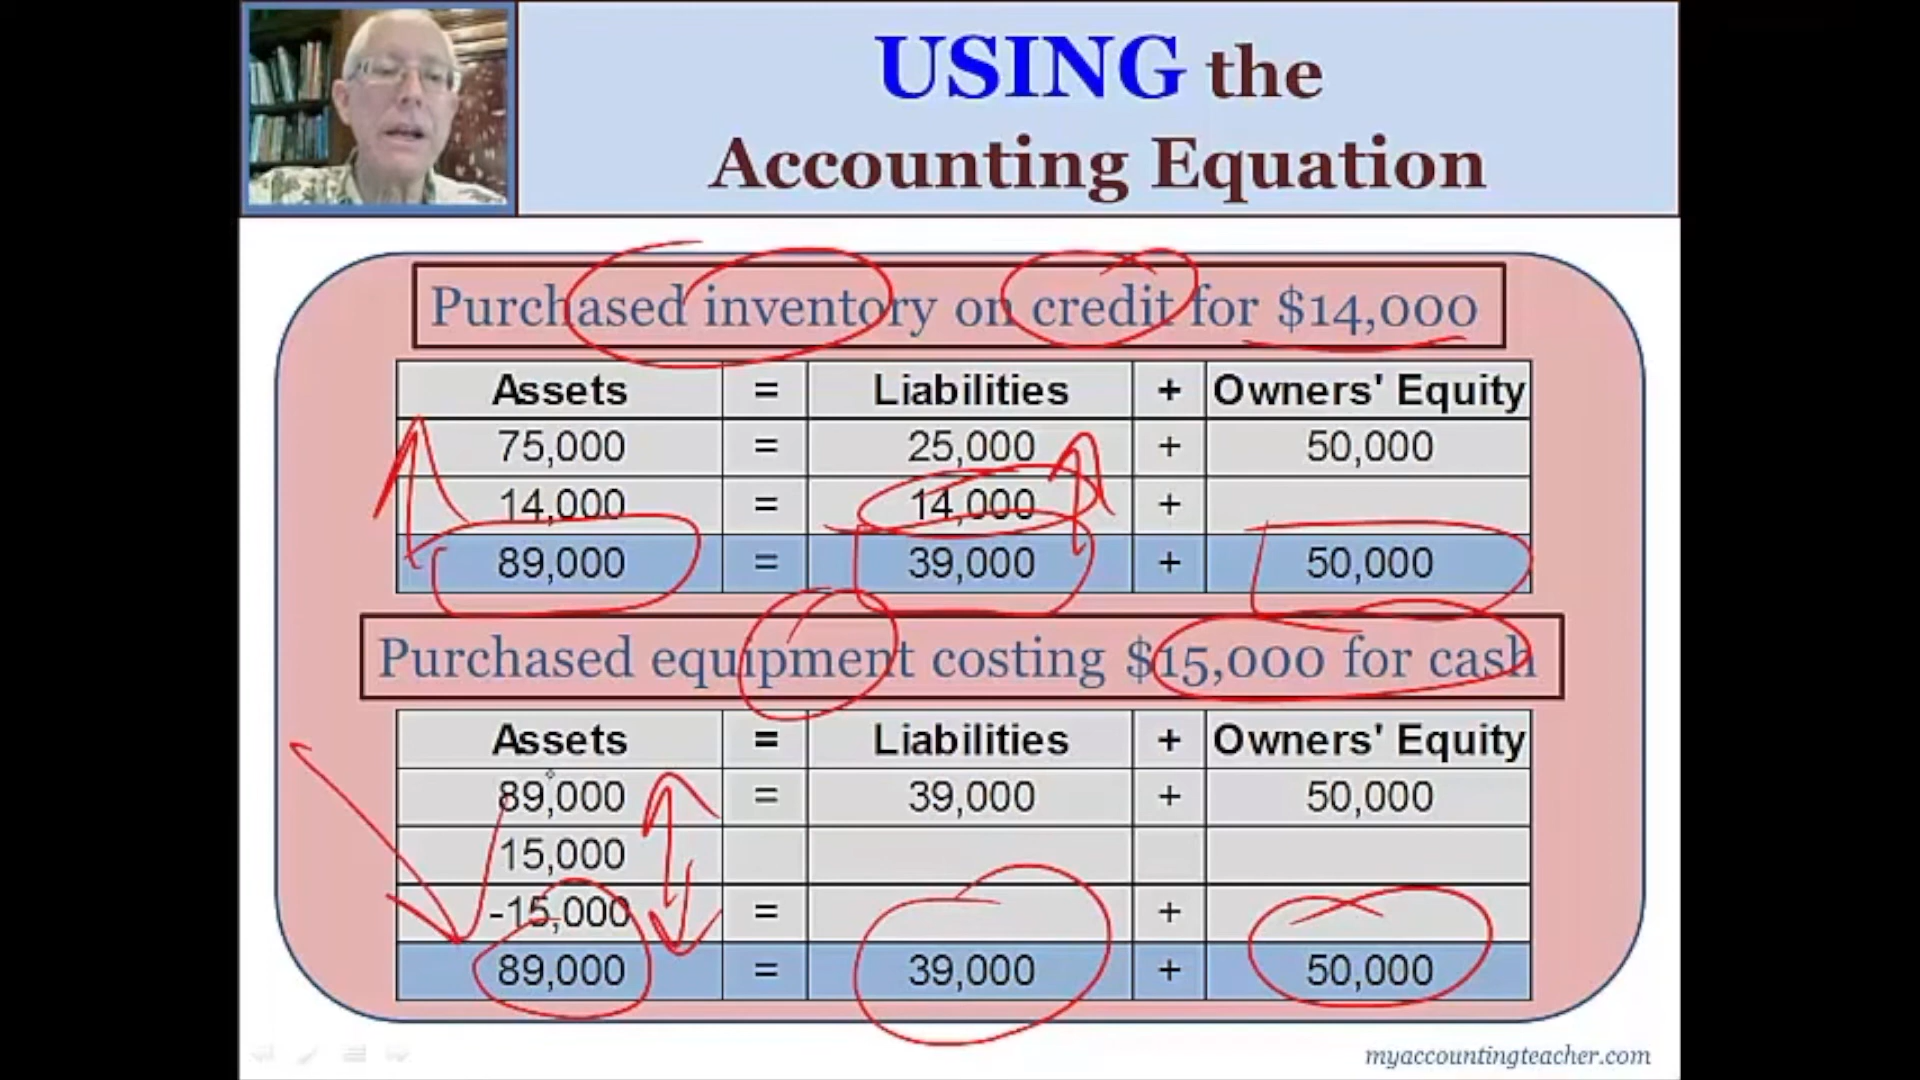 USING the
Accounting Equation
Purchased inventory on credit for $14,000
Assets = Liabilities + Owners' Equity
75,000 = 25,000 + 50,000
14,000 = 14,000 +
89,000 = 39,000 + 50,000
Purchased equipment costing $15,000 for cash
Assets = Liabilities + Owners' Equity
89,000 = 39,000 + 50,000
15,000
-15,000 = +
89,000 = 39,000 + 50,000
myaccountingteacher.com